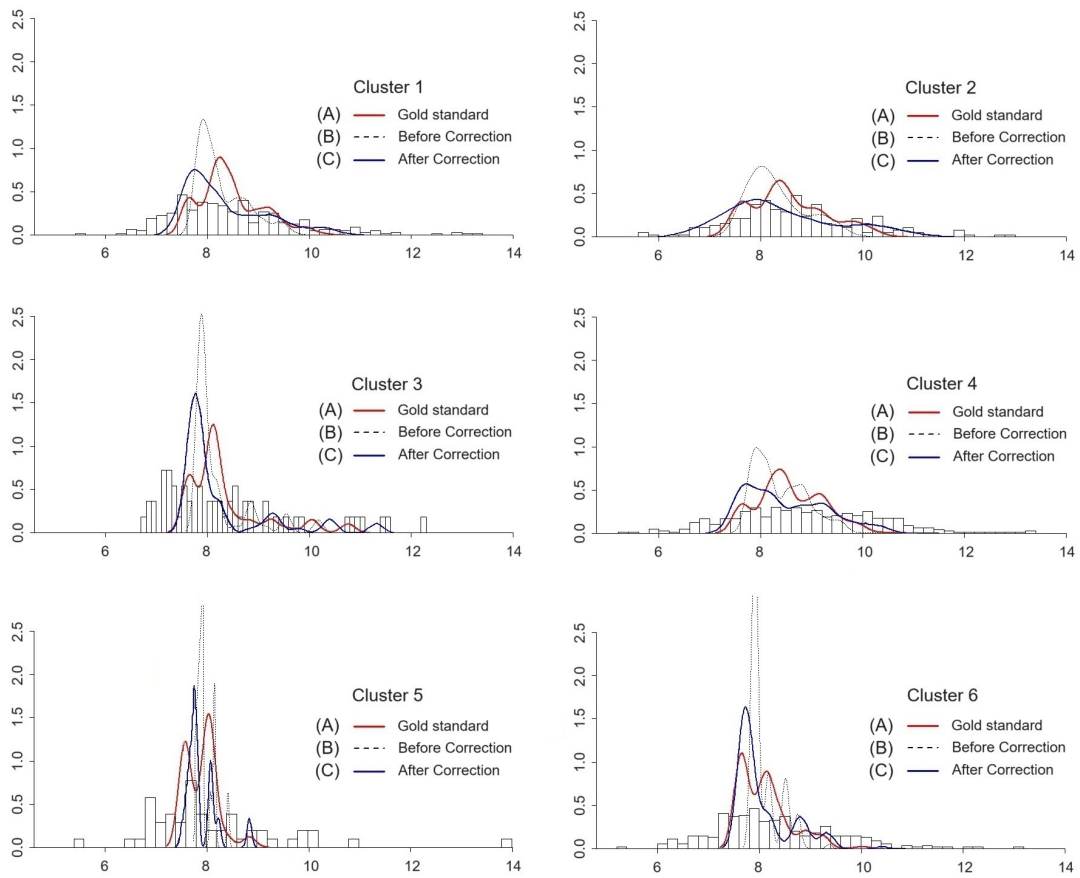 2.5
2.0
1.5
1.0
0.5
0.0
Cluster 1
(A) Gold standard
(B) Before Correction
(C) After Correction
6 8 10 12 14
2.5
2.0
1.5
1.0
0.5
0.0
Cluster 2
(A) Gold standard
(B) Before Correction
(C) After Correction
6 8 10 12 14
2.5
2.0
1.5
1.0
0.5
0.0
Cluster 3
(A) Gold standard
(B) Before Correction
(C) After Correction
6 8 10 12 14
2.5
2.0
1.5
1.0
0.5
0.0
Cluster 4
(A) Gold standard
(B) Before Correction
(C) After Correction
6 8 10 12 14
2.5
2.0
1.5
1.0
0.5
0.0
Cluster 5
(A) Gold standard
(B) Before Correction
(C) After Correction
6 8 10 12 14
2.5
2.0
1.5
1.0
0.5
0.0
Cluster 6
(A) Gold standard
(B) Before Correction
(C) After Correction
6 8 10 12 14